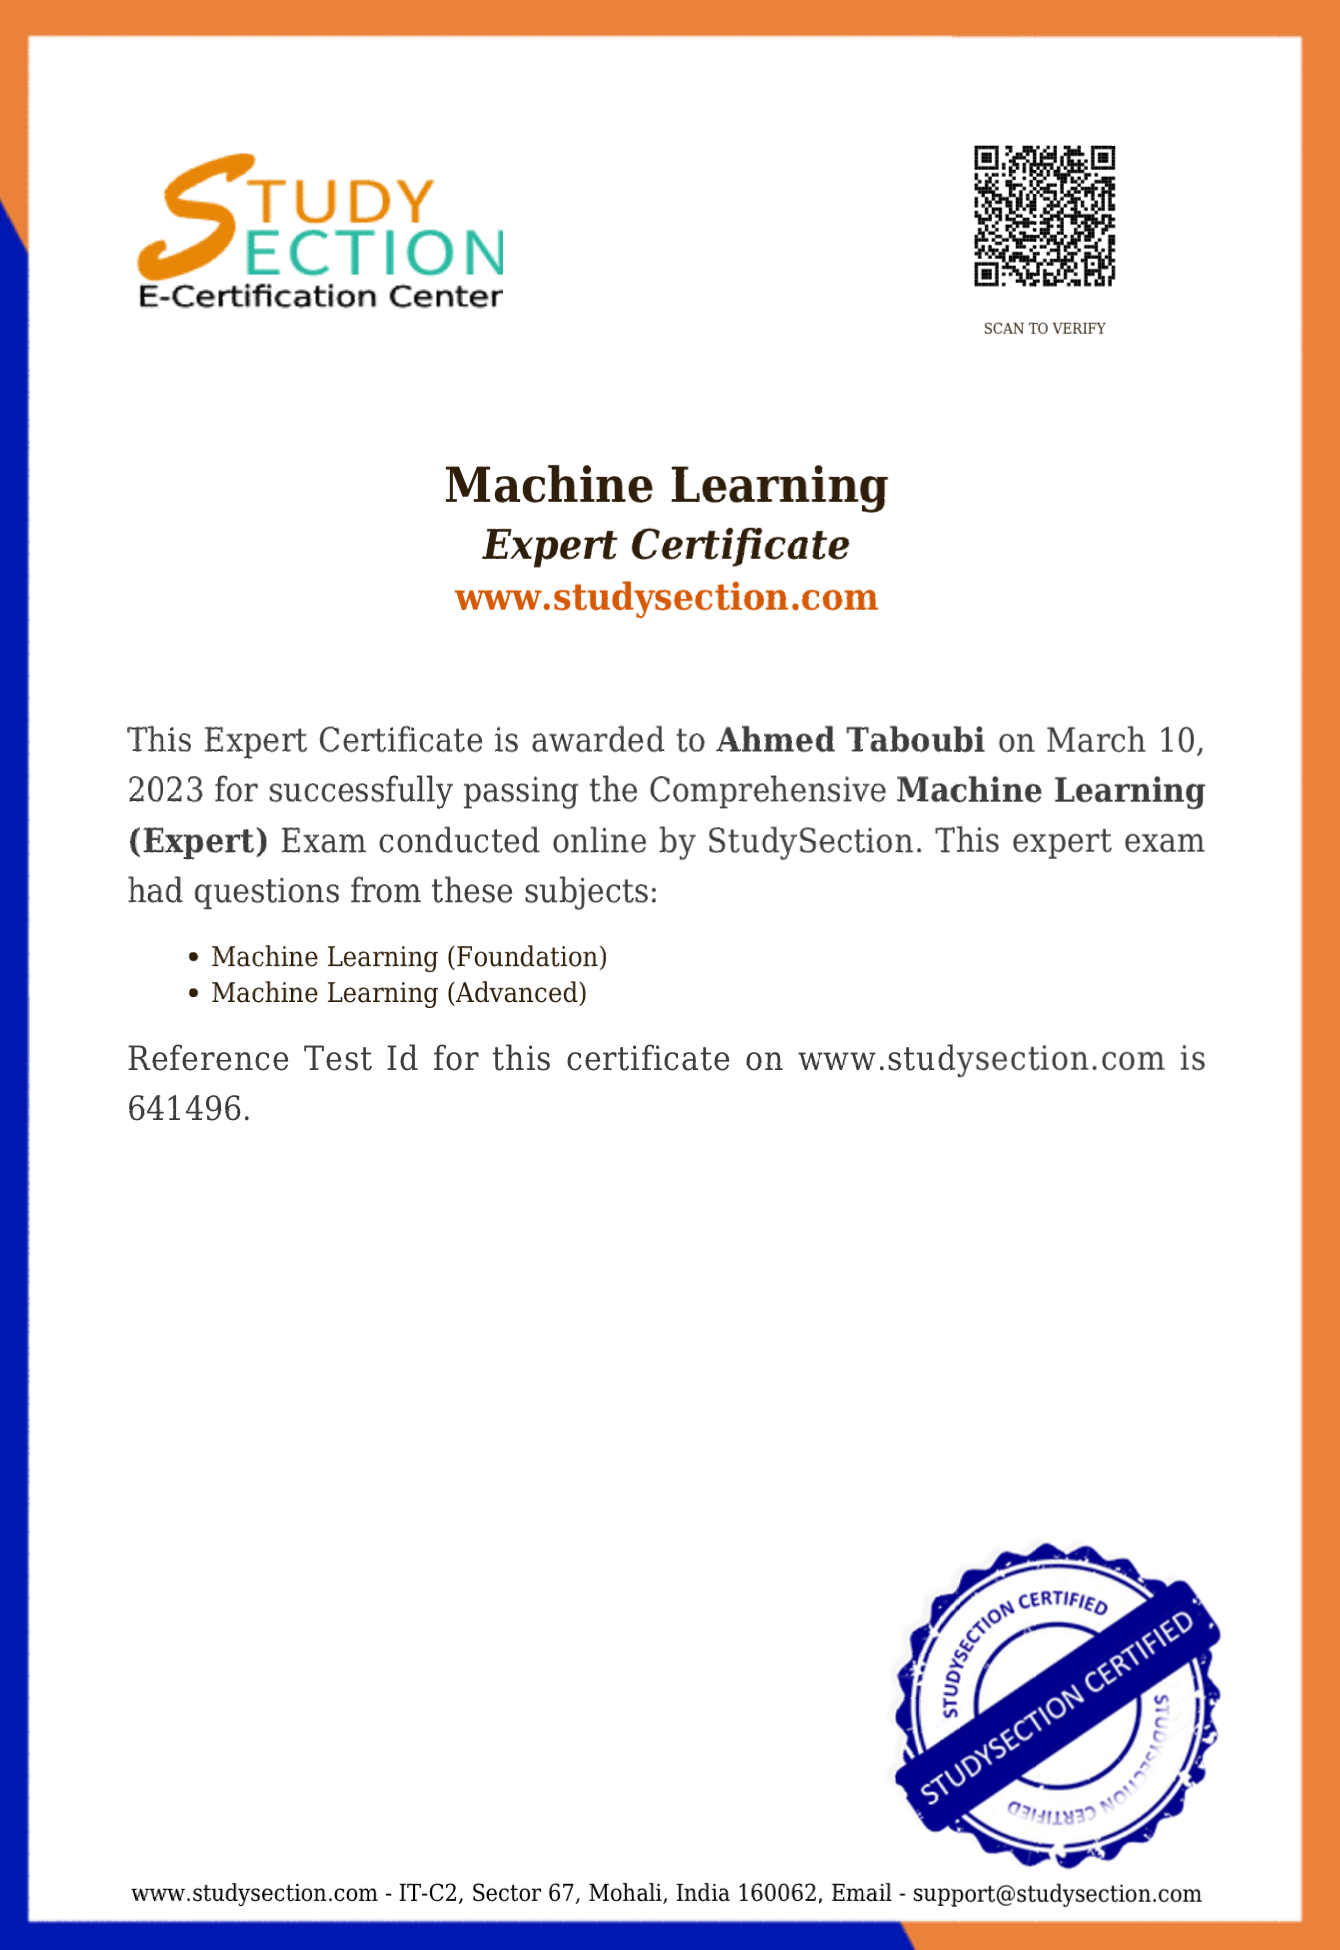 STUDY
SECTION
E-Certification Center
SCAN TO VERIFY
Machine Learning
Expert Certificate
www.studysection.com
This Expert Certificate is awarded to Ahmed Taboubi on March 10,
2023 for successfully passing the Comprehensive Machine Learning
(Expert) Exam conducted online by StudySection. This expert exam
had questions from these subjects:
• Machine Learning (Foundation)
• Machine Learning (Advanced)
Reference Test Id for this certificate on www.studysection.com is
641496.
STUDYSECTION CERTIFIED
STUDYSECTION CERTIFIED
STUDYSECTION CERTIFIED
www.studysection.com - IT-C2, Sector 67, Mohali, India 160062, Email - support@studysection.com